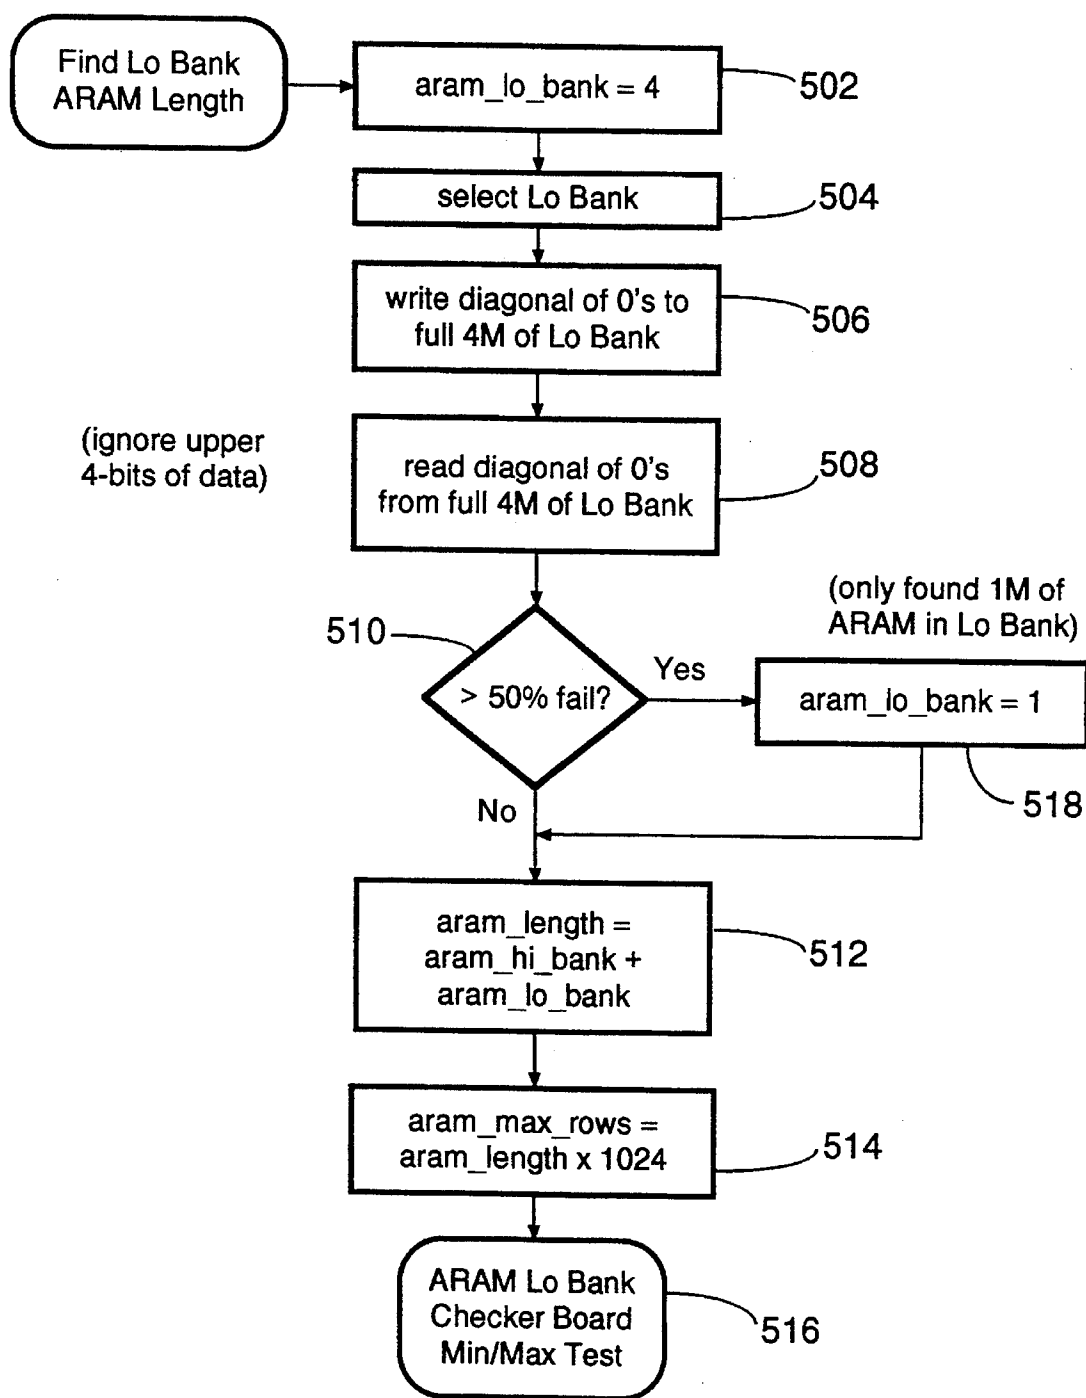 Find Lo Bank
ARAM Length
aram_lo_bank = 4
502
select Lo Bank
504
write diagonal of 0's to
full 4M of Lo Bank
506
(ignore upper
4-bits of data)
read diagonal of 0's
from full 4M of Lo Bank
508
510
> 50% fail?
Yes
(only found 1M of
ARAM in Lo Bank)
aram_lo_bank = 1
518
No
aram_length =
aram_hi_bank +
aram_lo_bank
512
aram_max_rows =
aram_length x 1024
514
ARAM Lo Bank
Checker Board
Min/Max Test
516